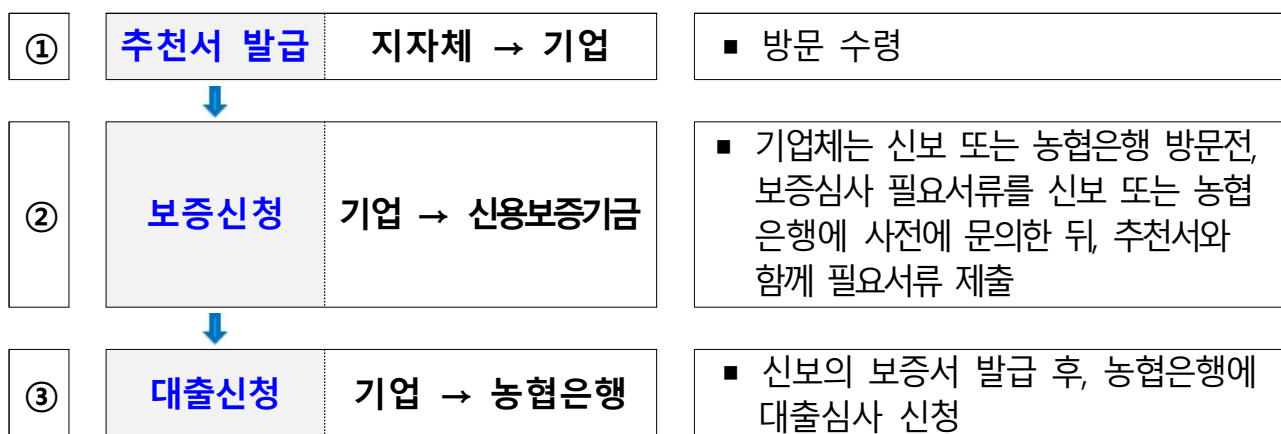 ① 추천서 발급 지자체 → 기업 ■ 방문 수령
② 보증신청 기업 → 신용보증기금
■ 기업체는 신보 또는 농협은행 방문전,
보증심사 필요서류를 신보 또는 농협
은행에 사전에 문의한 뒤, 추천서와
함께 필요서류 제출
③ 대출신청 기업 → 농협은행
■ 신보의 보증서 발급 후, 농협은행에
대출심사 신청